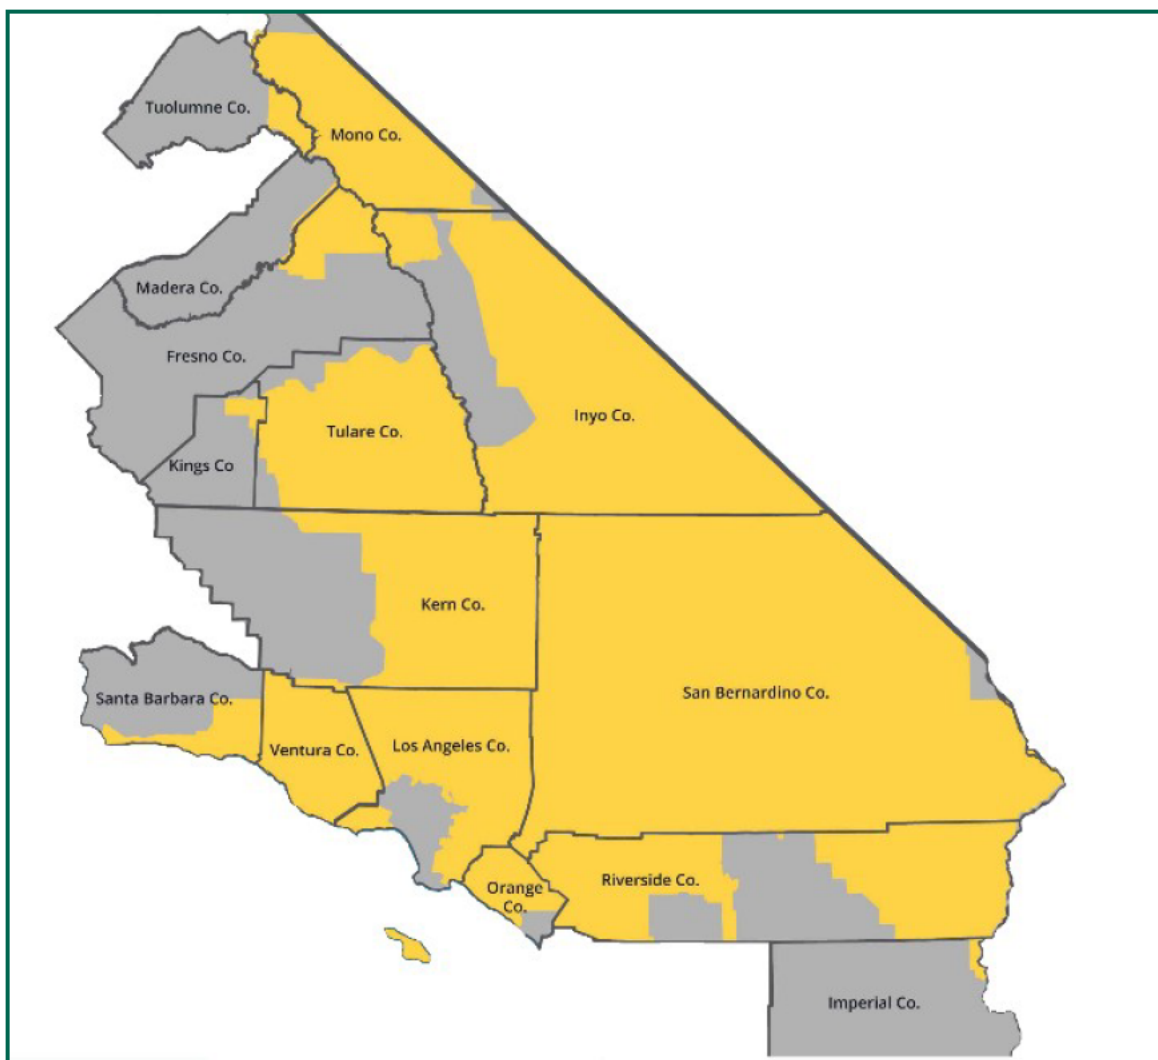 Tuolumne Co.
Mono Co.
Madera Co.
Fresno Co.
Inyo Co.
Tulare Co.
Kings Co
Kern Co.
San Bernardino Co.
Santa Barbara Co.
Ventura Co.
Los Angeles Co.
Riverside Co.
Orange
Co.
Imperial Co.